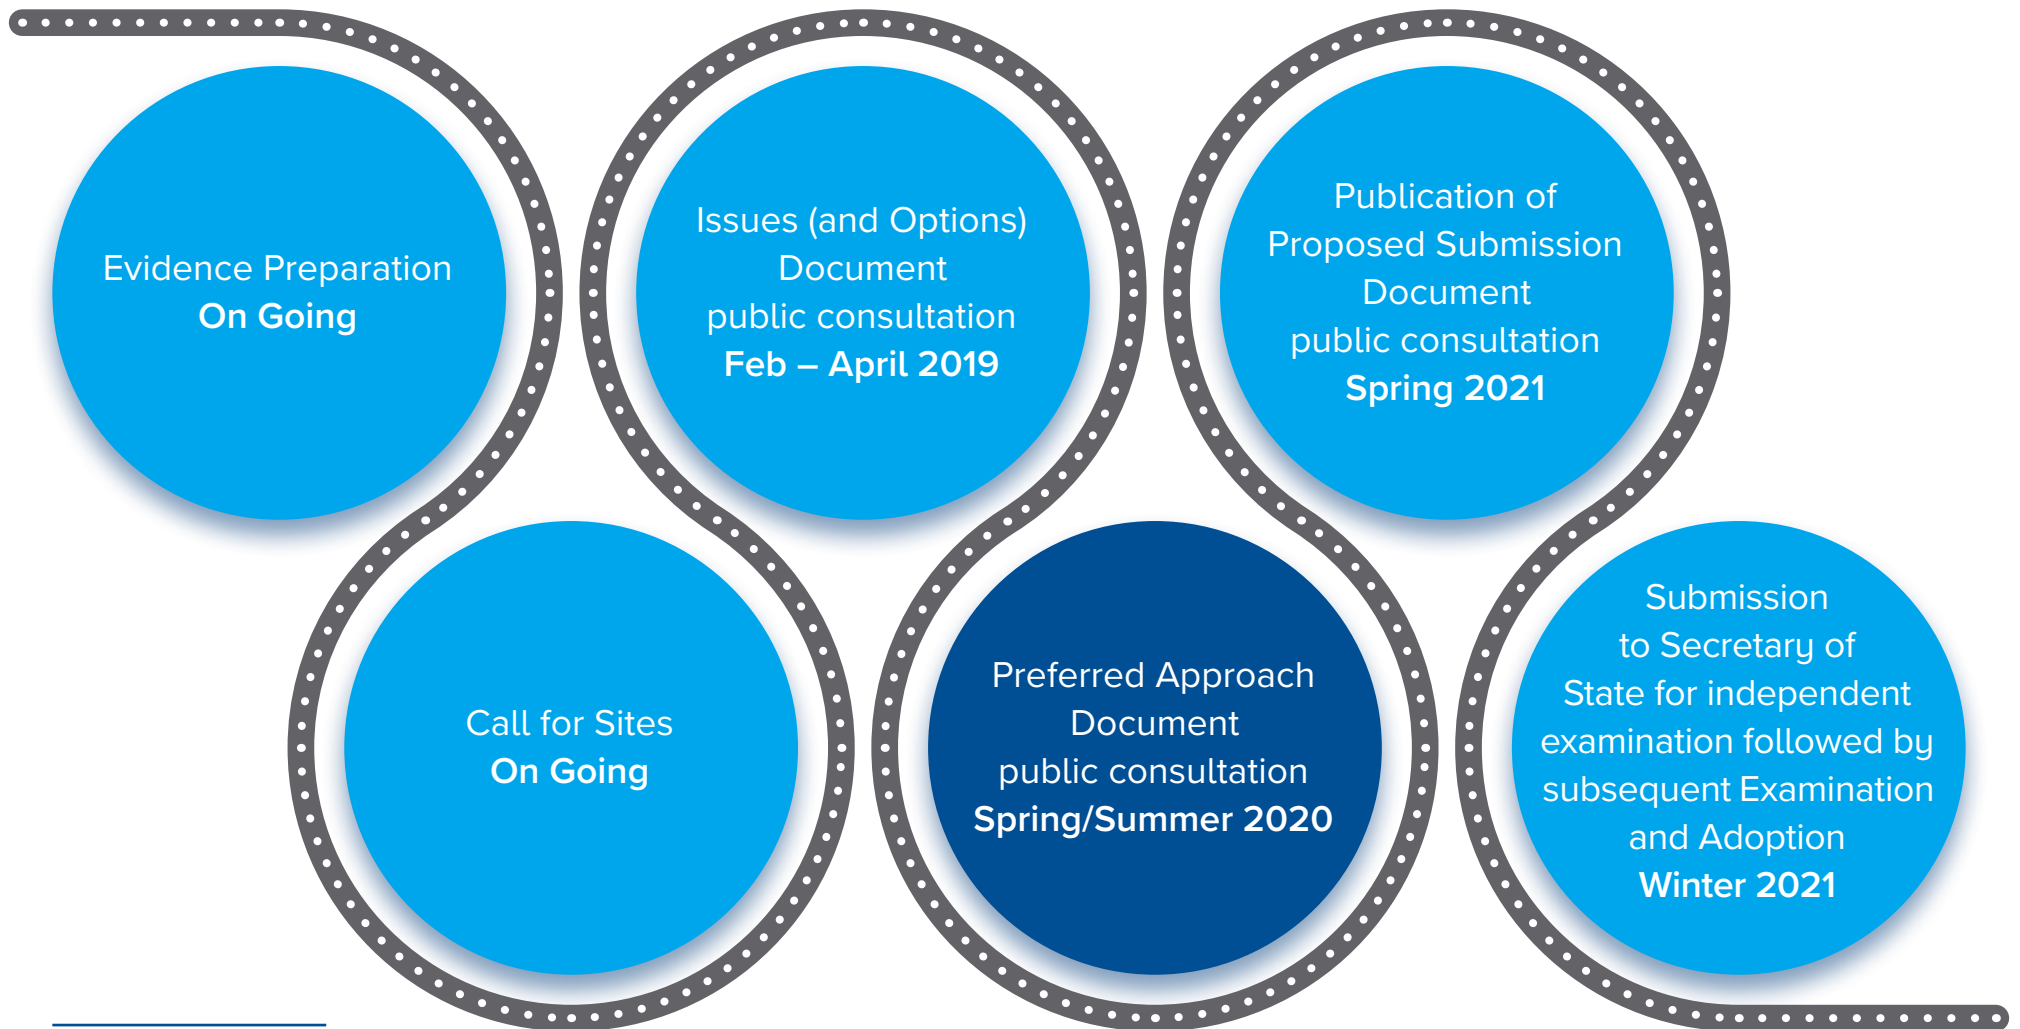 Evidence Preparation
On Going
Call for Sites
On Going
Issues (and Options)
Document
public consultation
Feb – April 2019
Preferred Approach
Document
public consultation
Spring/Summer 2020
Publication of
Proposed Submission
Document
public consultation
Spring 2021
Submission
to Secretary of
State for independent
examination followed by
subsequent Examination
and Adoption
Winter 2021